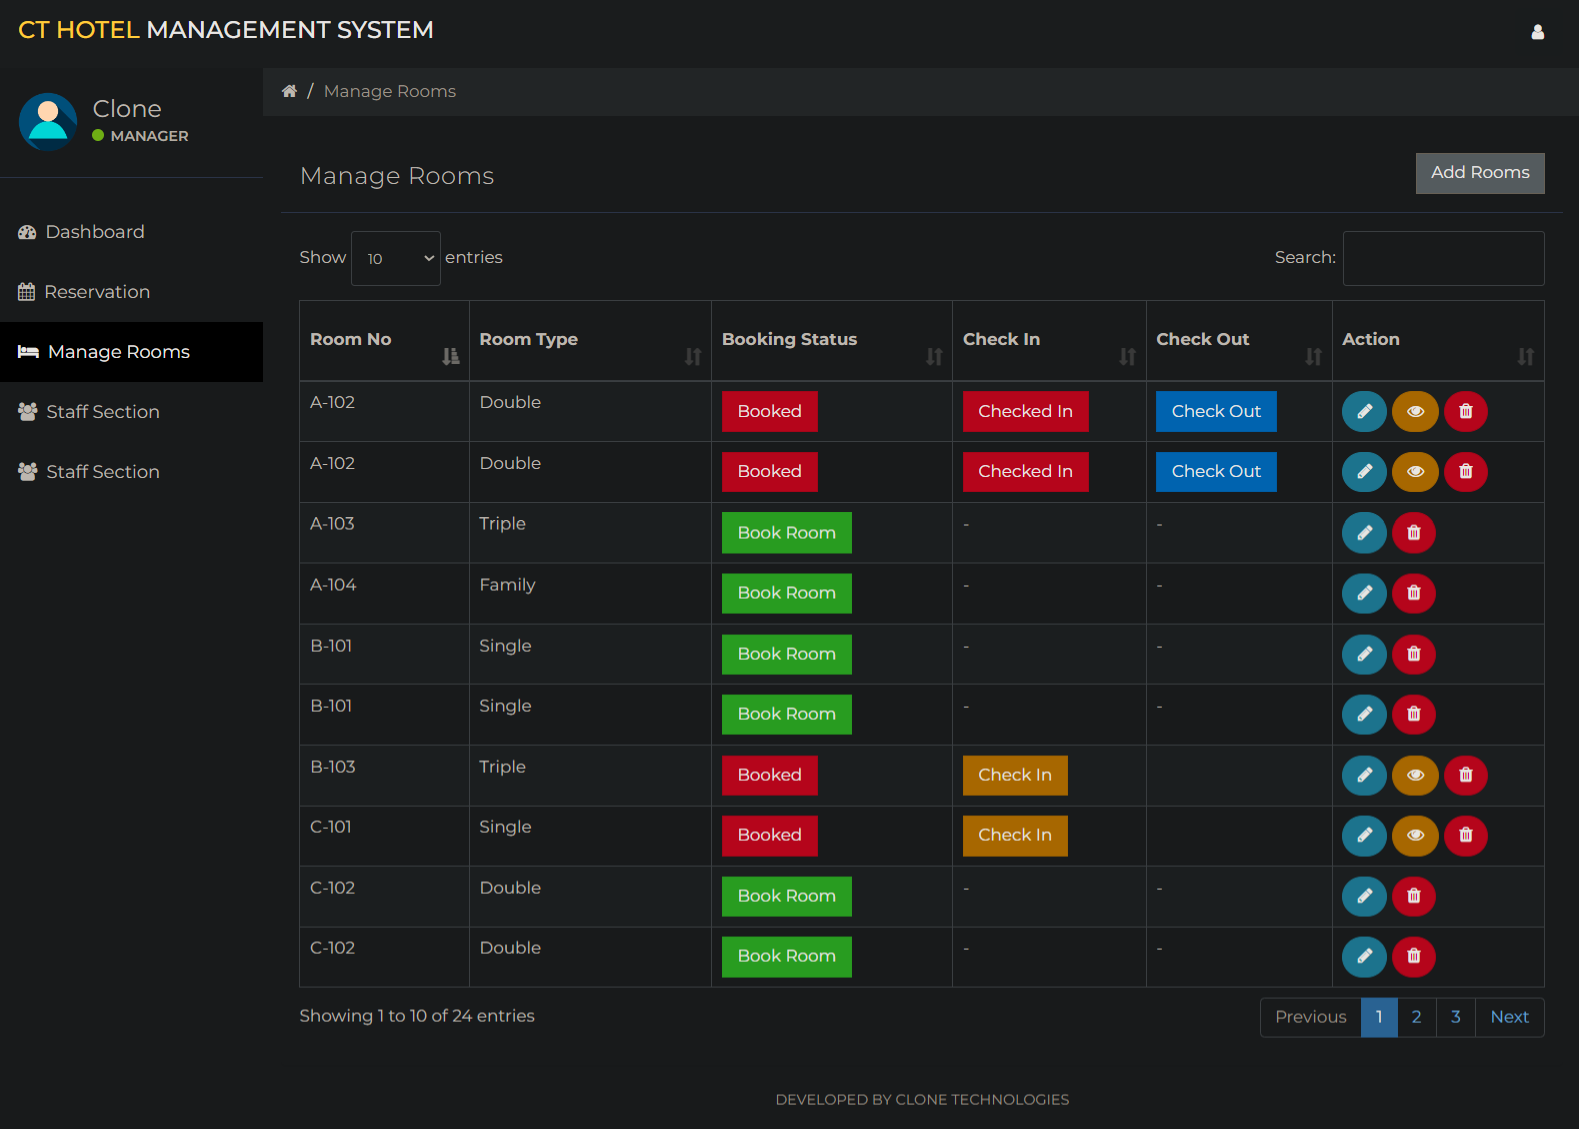 CT HOTEL MANAGEMENT SYSTEM
Clone
MANAGER
/ Manage Rooms
Manage Rooms
Add Rooms
Dashboard
Reservation
Manage Rooms
Staff Section
Staff Section
Show 10 entries
Search:
Room No Room Type Booking Status Check In Check Out Action
A-102 Double Booked Checked In Check Out
A-102 Double Booked Checked In Check Out
A-103 Triple Book Room - -
A-104 Family Book Room - -
B-101 Single Book Room - -
B-101 Single Book Room - -
B-103 Triple Booked Check In
C-101 Single Booked Check In
C-102 Double Book Room - -
C-102 Double Book Room - -
Showing 1 to 10 of 24 entries
Previous 1 2 3 Next
DEVELOPED BY CLONE TECHNOLOGIES